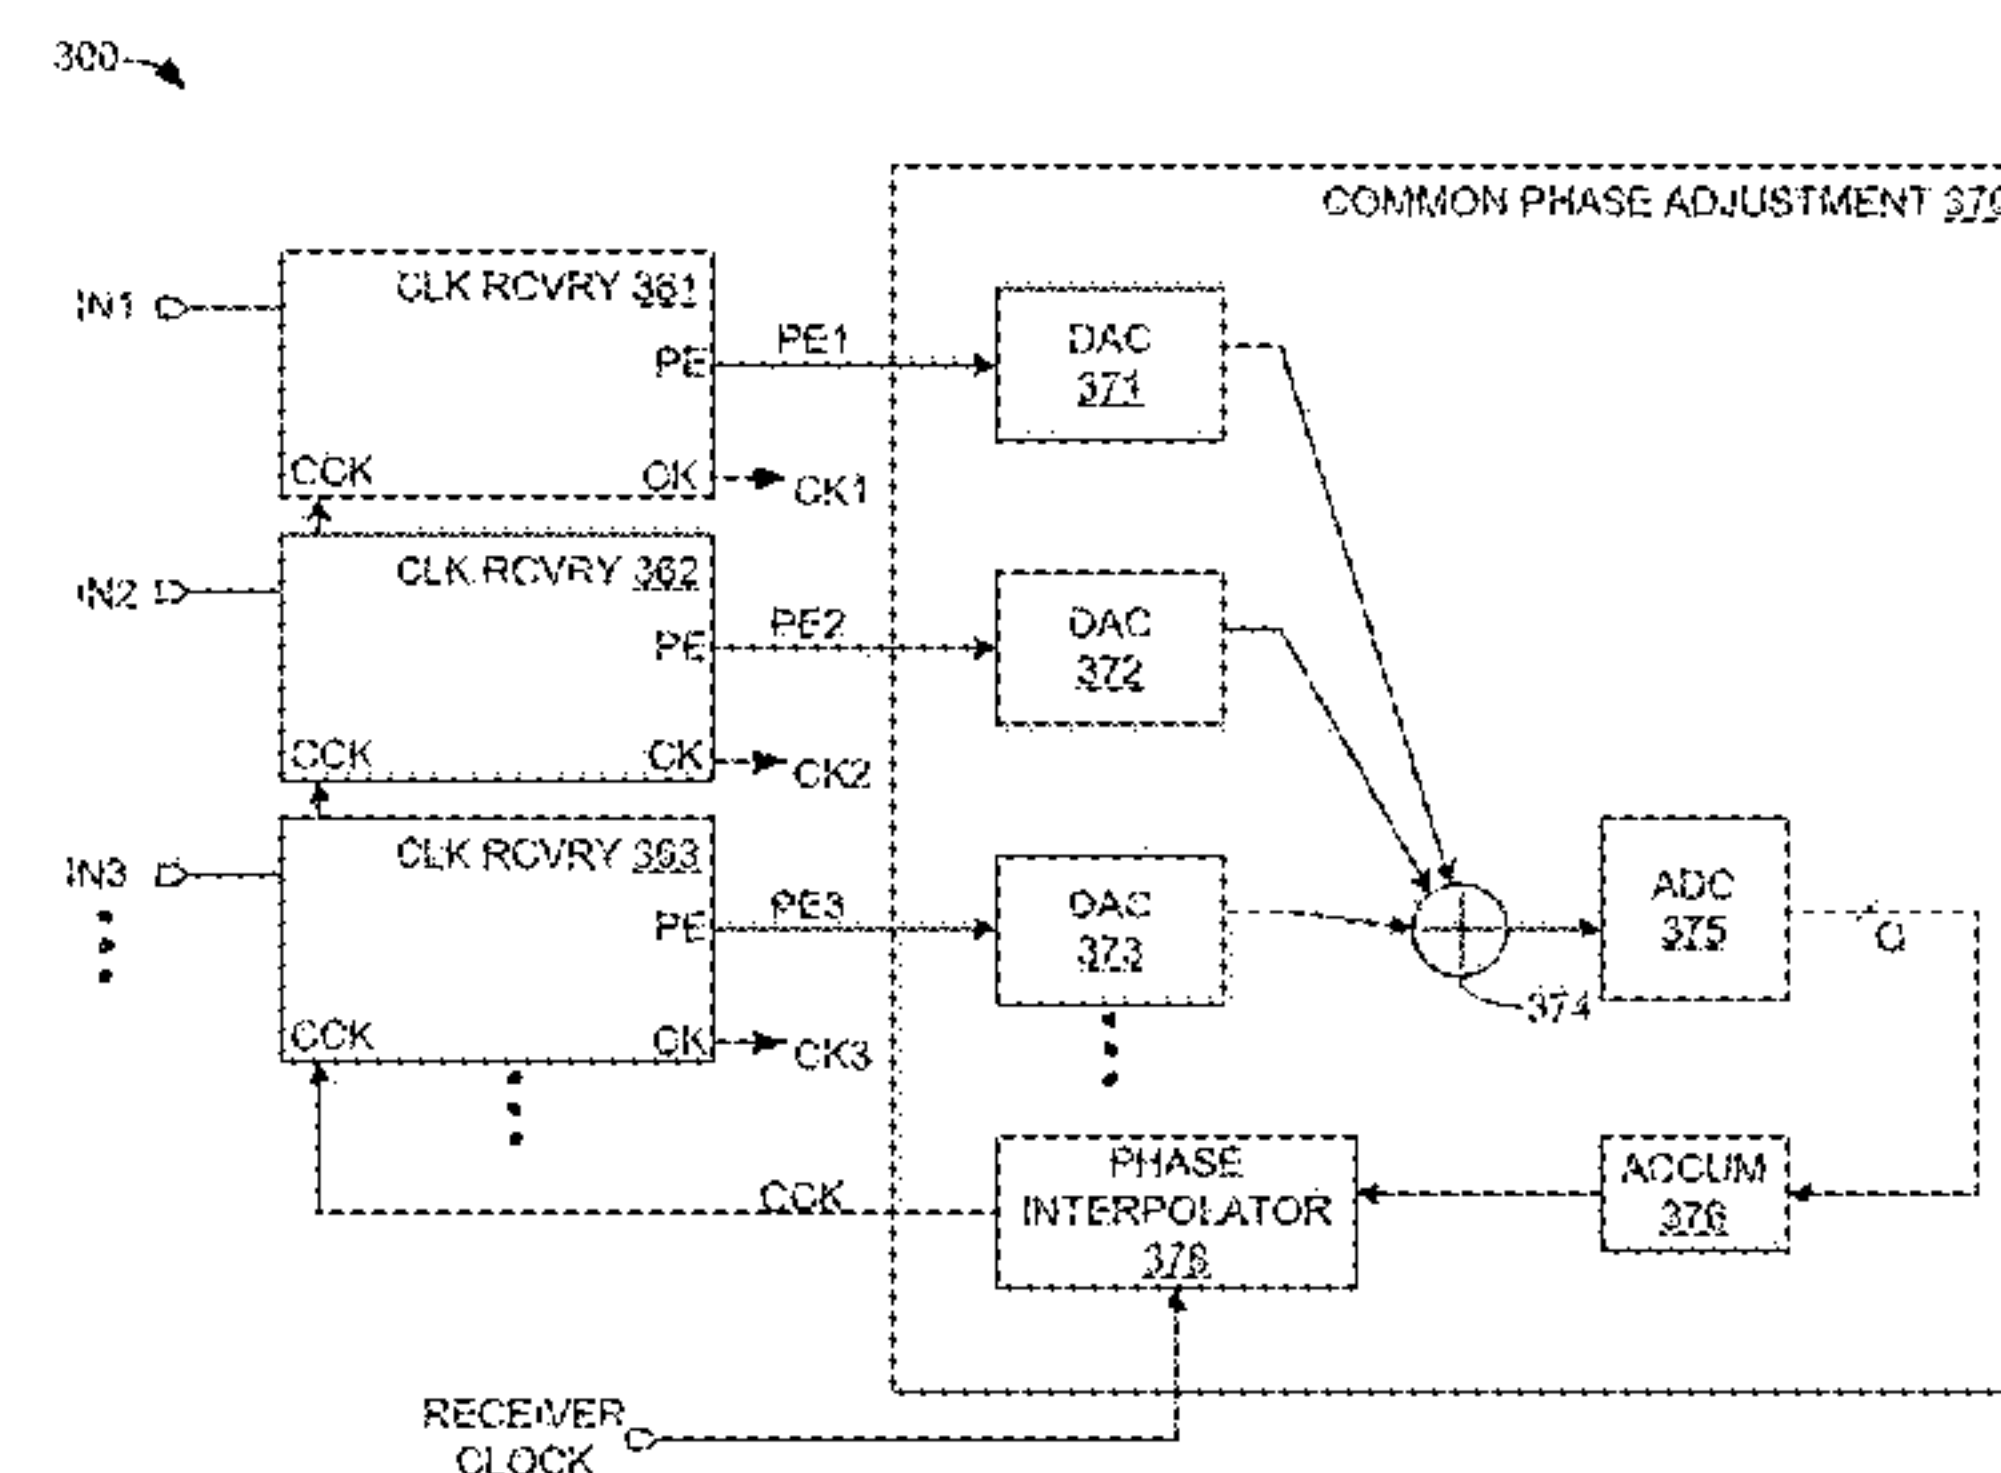 300
COMMON PHASE ADJUSTMENT 370
CLK RCVRY 361
IN1
PE
PE1
DAC
371
CCK
CK
CK1
CLK RCVRY 362
IN2
PE
PE2
DAC
372
CCK
CK
CK2
CLK RCVRY 363
IN3
PE
PE3
DAC
373
ADC
375
Q
374
CCK
CK
CK3
PHASE
INTERPOLATOR
378
ACCUM
376
CCK
RECEIVER
CLOCK